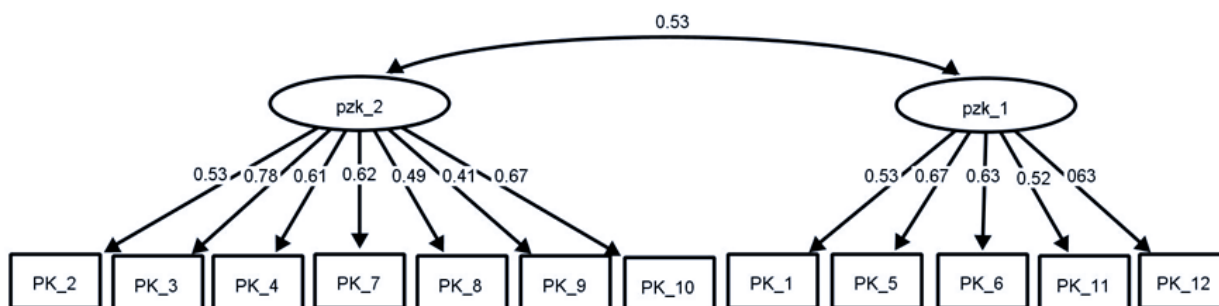 0.53
pzk_2 pzk_1
0.53 0.78 0.61 0.62 0.49 0.41 0.67 0.53 0.67 0.63 0.52 063
PK_2 PK_3 PK_4 PK_7 PK_8 PK_9 PK_10 PK_1 PK_5 PK_6 PK_11 PK_12